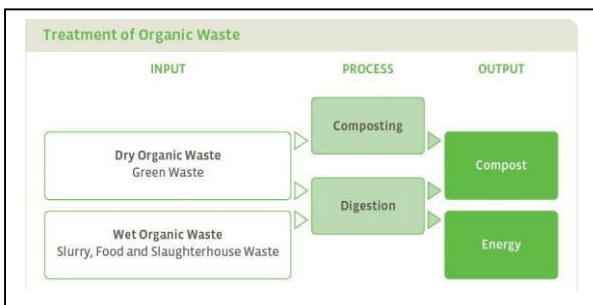 Treatment of Organic Waste
INPUT
PROCESS
OUTPUT
Composting
Dry Organic Waste
Green Waste
Compost
Digestion
Wet Organic Waste
Slurry, Food and Slaughterhouse Waste
Energy